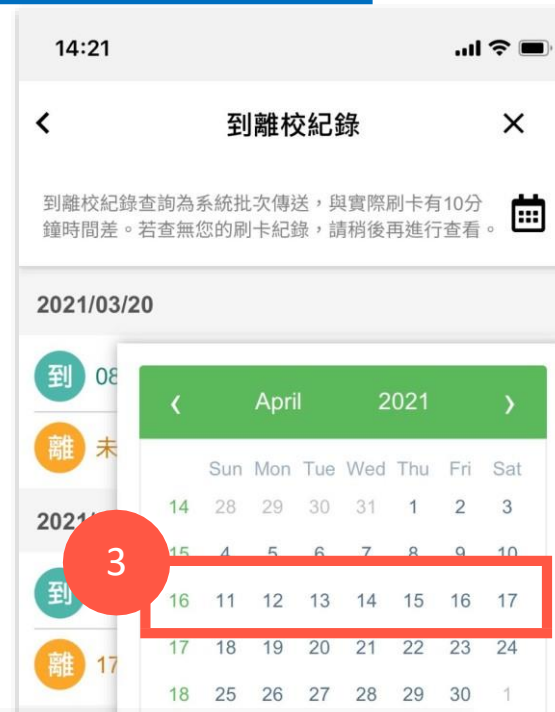 14:21
到離校紀錄
到離校紀錄查詢為系統批次傳送，與實際刷卡有10分
鐘時間差。若查無您的刷卡紀錄，請稍後再進行查看。
2021/03/20
到 08
離 未
April 2021
Sun Mon Tue Wed Thu Fri Sat
14 28 29 30 31 1 2 3
2021/
3
15 4 5 6 7 8 9 10
到
16 11 12 13 14 15 16 17
離 17
17 18 19 20 21 22 23 24
18 25 26 27 28 29 30 1